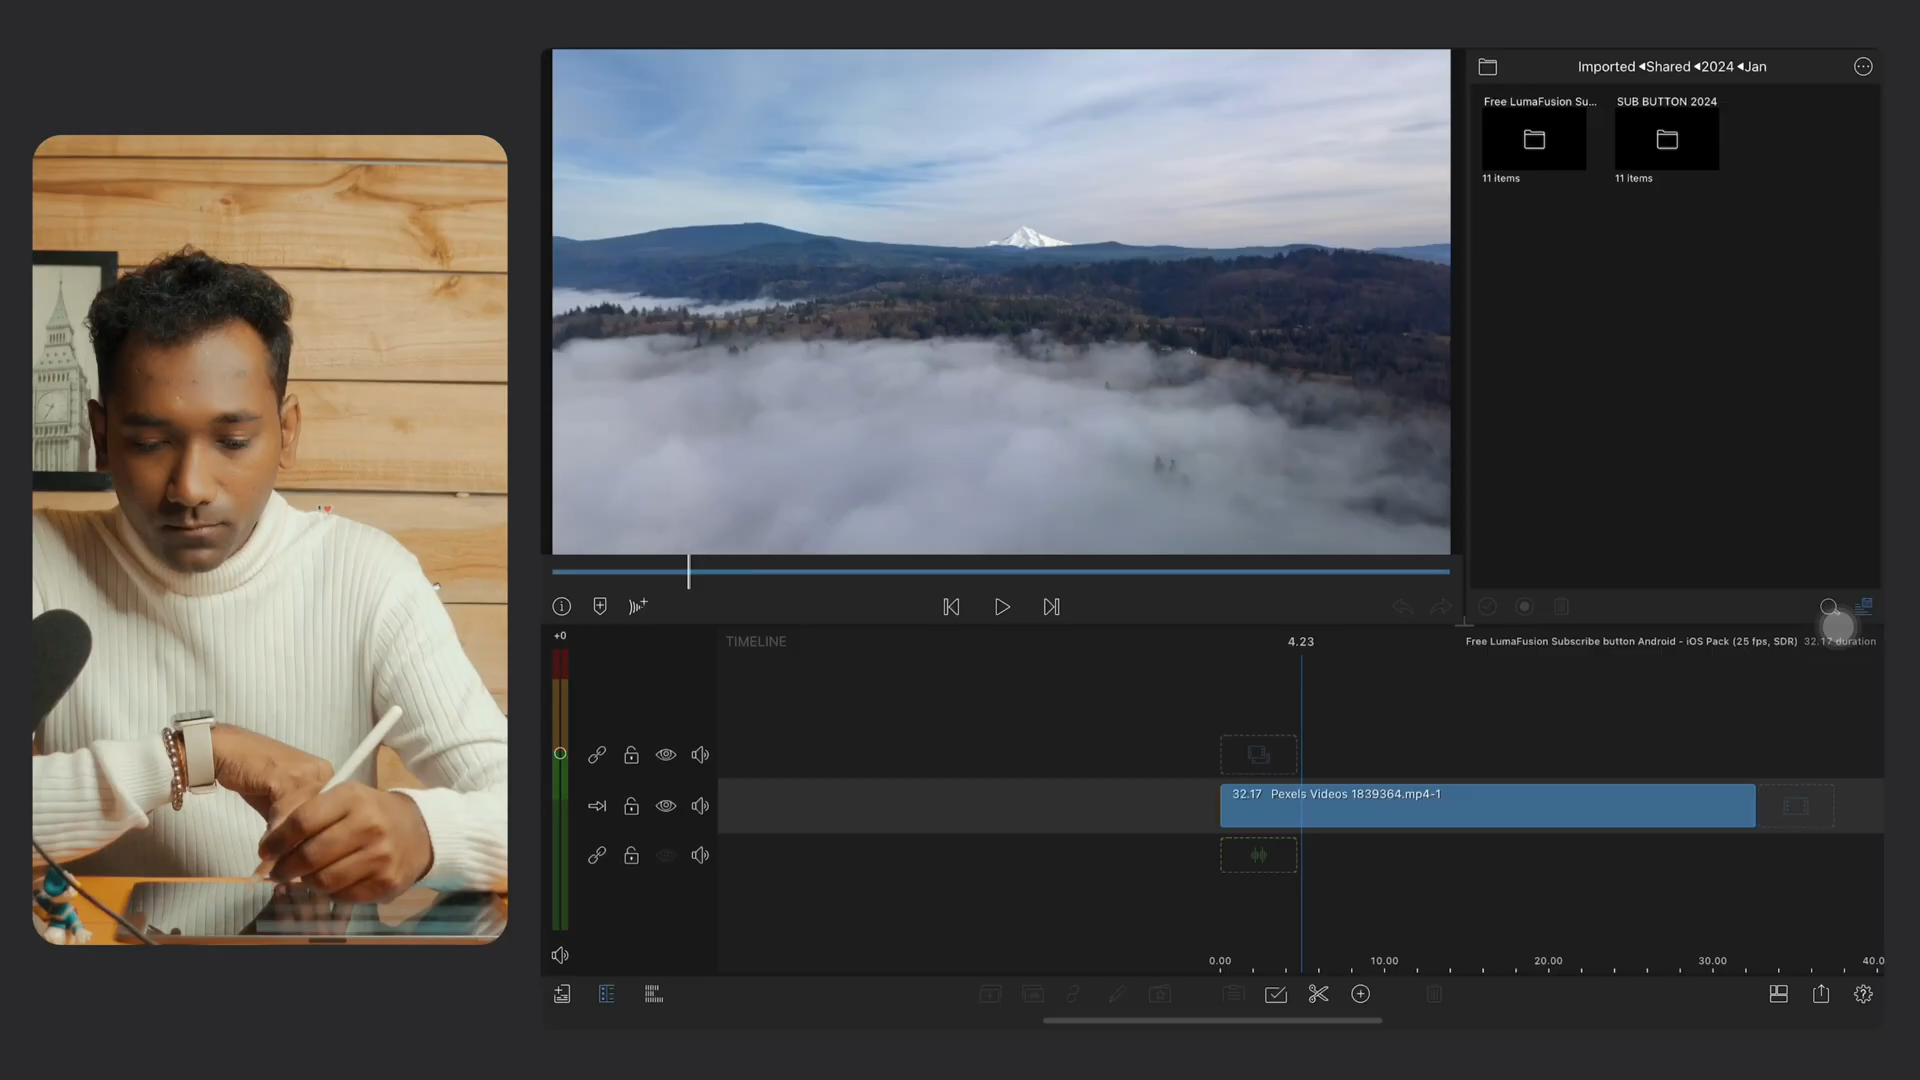 Imported ◂Shared ◂2024 ◂Jan
Free LumaFusion Su...
SUB BUTTON 2024
11 items
11 items
+0
TIMELINE
4.23
Free LumaFusion Subscribe button Android - iOS Pack (25 fps, SDR) 32.17 duration
32.17 Pexels Videos 1839364.mp4-1
0.00
10.00
20.00
30.00
40.0